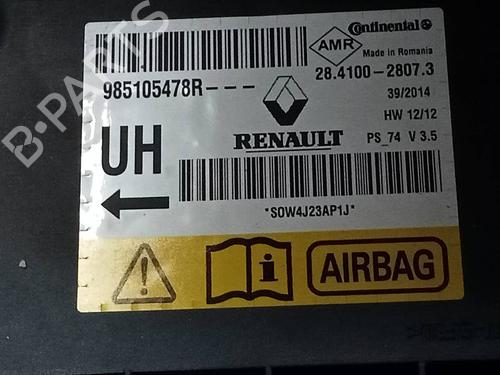 Continental
AMR
Made in Romania
28.4100-2807.3
985105478R---
39/2014
HW 12/12
RENAULT
PS_74 V 3.5
UH
*S0W4J23AP1J*
i
AIRBAG
B-PARTS